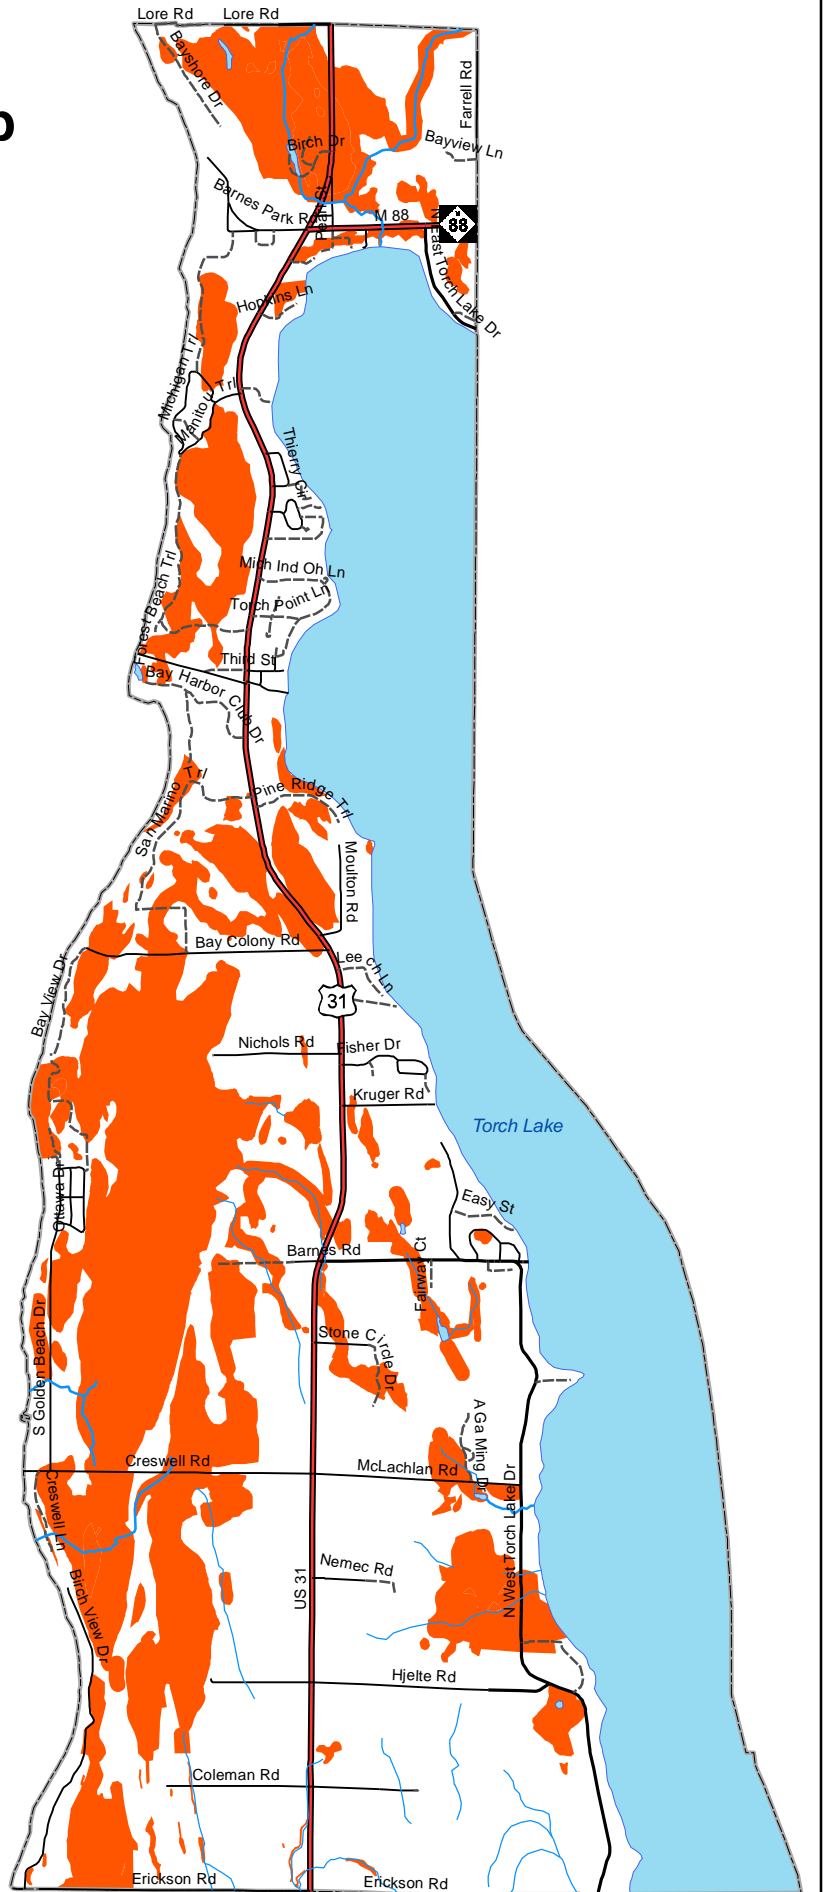 Lore Rd
Lore Rd
Bayshore Dr
Farrell Rd
p
Birch Dr
Bayview Ln
Barnes Park Rd
Pearl St
M 88
M
88
N East Torch Lake Dr
Hopkins Ln
Michigan Trl
Manitou Trl
Thierry Cir
Mich Ind Oh Ln
Torch Point Ln
Forest Beach Trl
Third St
Bay Harbor Club Dr
San Marino Trl
Pine Ridge Trl
Moulton Rd
Bay Colony Rd
Leech Ln
Bay View Dr
31
Nichols Rd
Fisher Dr
Kruger Rd
Torch Lake
Ottawa Dr
Easy St
Barnes Rd
Fairway Ct
Stone Circle Dr
S Golden Beach Dr
A Ga Ming Dr
Creswell Rd
McLachlan Rd
Creswell Ln
N West Torch Lake Dr
Nemec Rd
US 31
Birch View Dr
Hjelte Rd
Coleman Rd
Erickson Rd
Erickson Rd